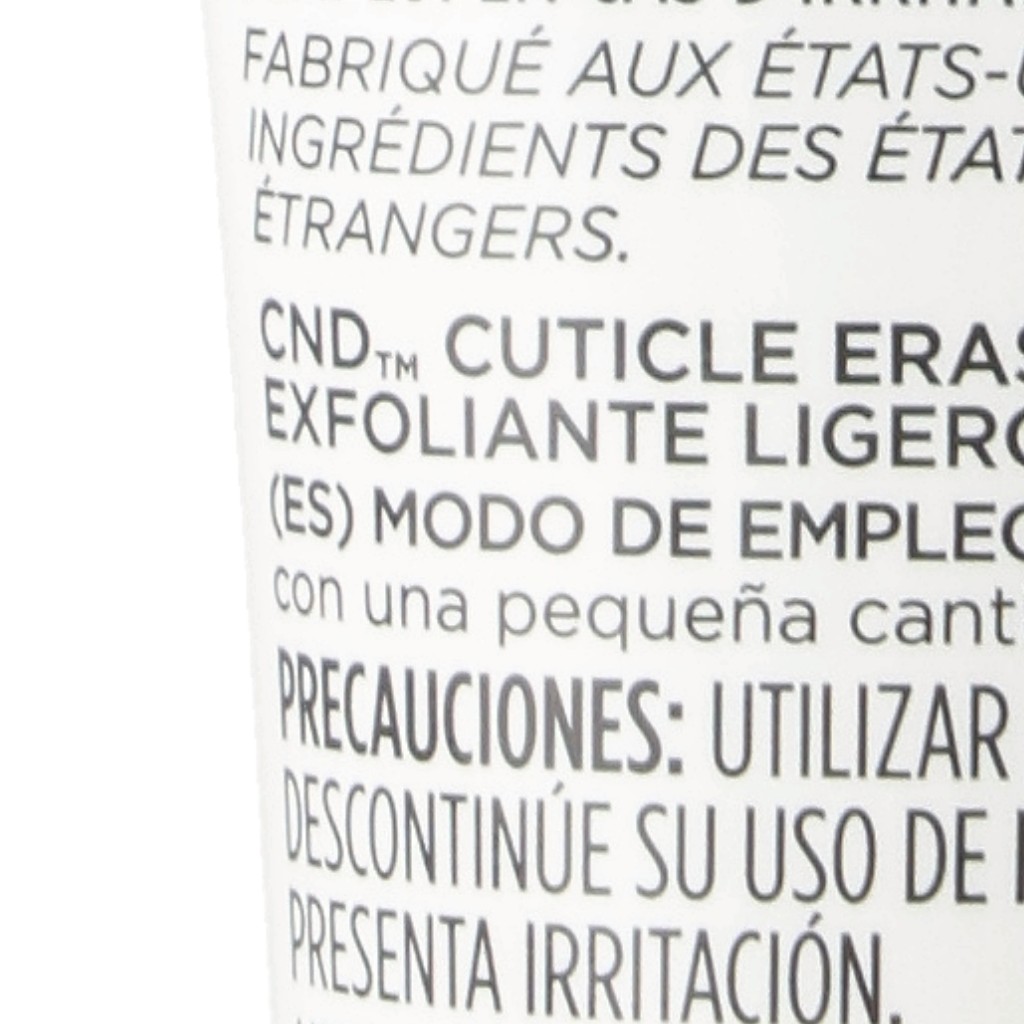 FABRIQUÉ AUX ÉTATS-U
INGRÉDIENTS DES ÉTAT
ÉTRANGERS.
CND™ CUTICLE ERAS
EXFOLIANTE LIGERO
(ES) MODO DE EMPLEO
con una pequeña cant
PRECAUCIONES: UTILIZAR
DESCONTINÚE SU USO DE
PRESENTA IRRITACIÓN.